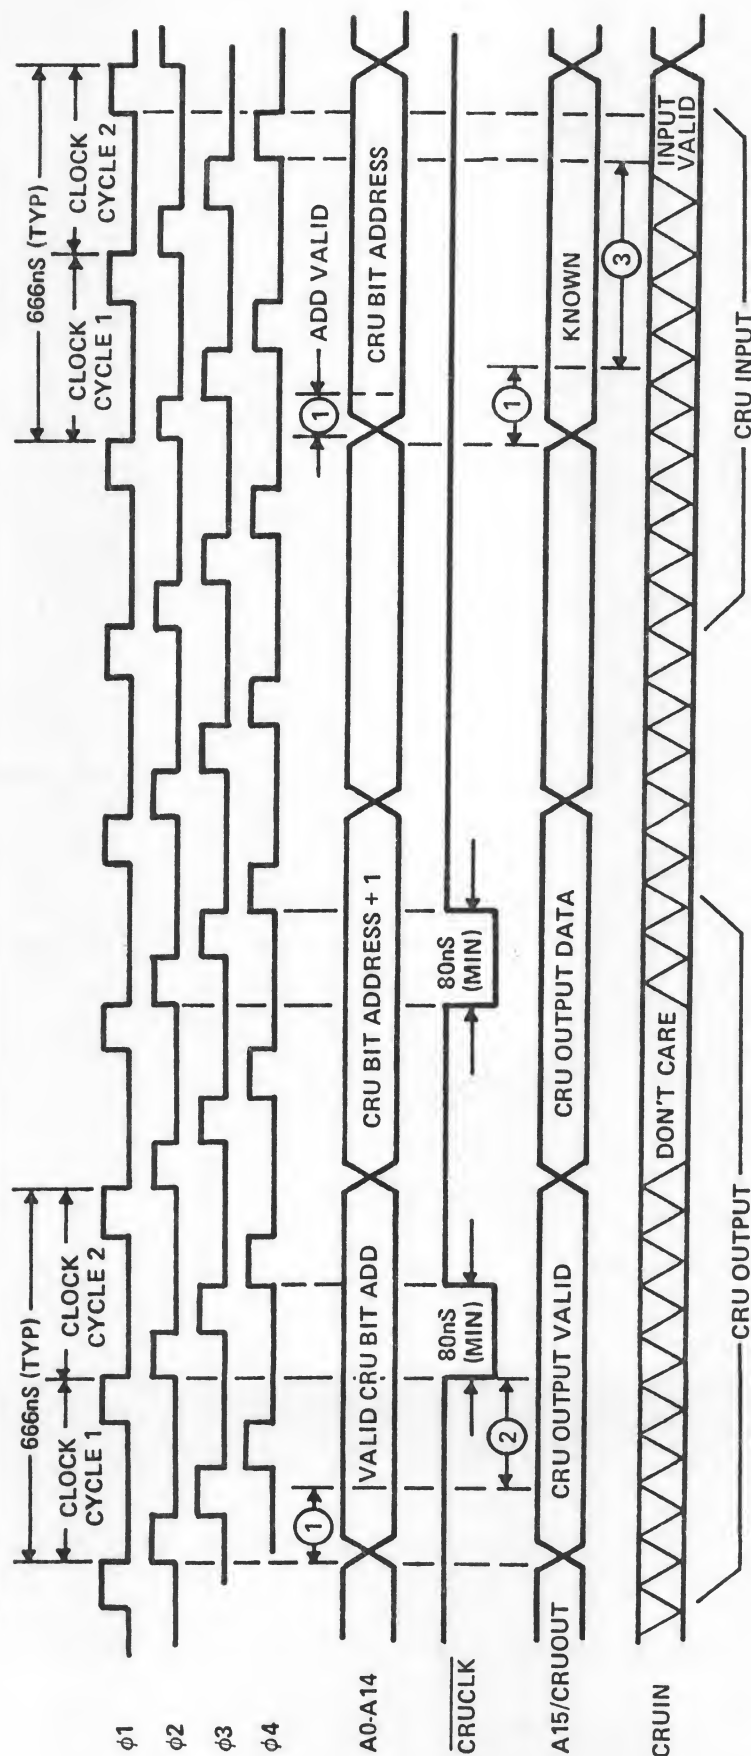 666nS (TYP)
CLOCK
CYCLE 1
CLOCK
CYCLE 2
666nS (TYP)
CLOCK
CYCLE 1
CLOCK
CYCLE 2
ϕ1
ϕ2
ϕ3
ϕ4
1
1
ADD VALID
A0-A14
VALID CRU BIT ADD
CRU BIT ADDRESS + 1
CRU BIT ADDRESS
CRUCLK
80nS
(MIN)
80nS
(MIN)
2
1
A15/CRUOUT
CRU OUTPUT VALID
CRU OUTPUT DATA
KNOWN
3
CRUIN
DON'T CARE
INPUT
VALID
CRU OUTPUT
CRU INPUT